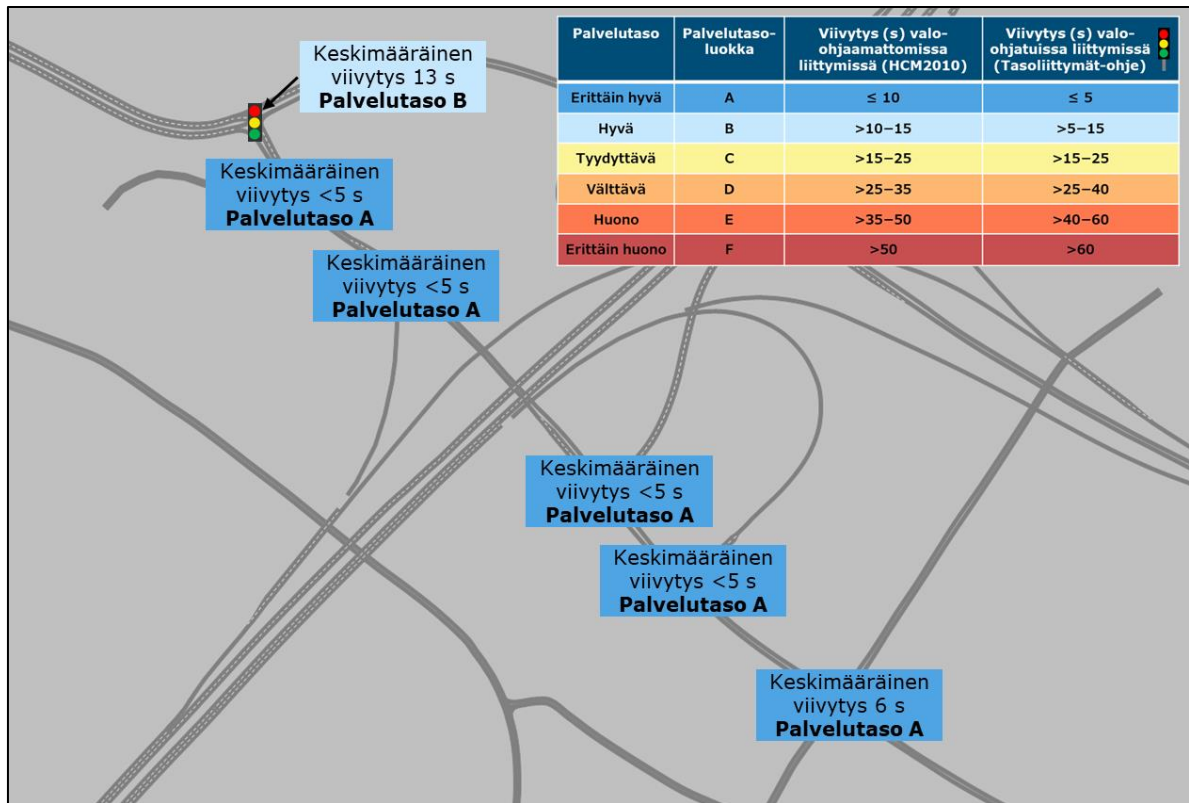 Keskimääräinen
viivytys 13 s
Palvelutaso B
Keskimääräinen
viivytys <5 s
Palvelutaso A
Keskimääräinen
viivytys <5 s
Palvelutaso A
Keskimääräinen
viivytys <5 s
Palvelutaso A
Keskimääräinen
viivytys <5 s
Palvelutaso A
Keskimääräinen
viivytys 6 s
Palvelutaso A
Palvelutaso Palvelutaso- Viivytys (s) valo- Viivytys (s) valo-
luokka ohjaamattomissa ohjatuissa liittymissä
liittymissä (HCM2010) (Tasoliittymät-ohje)
Erittäin hyvä A ≤ 10 ≤ 5
Hyvä B >10–15 >5–15
Tyydyttävä C >15–25 >15–25
Välttävä D >25–35 >25–40
Huono E >35–50 >40–60
Erittäin huono F >50 >60